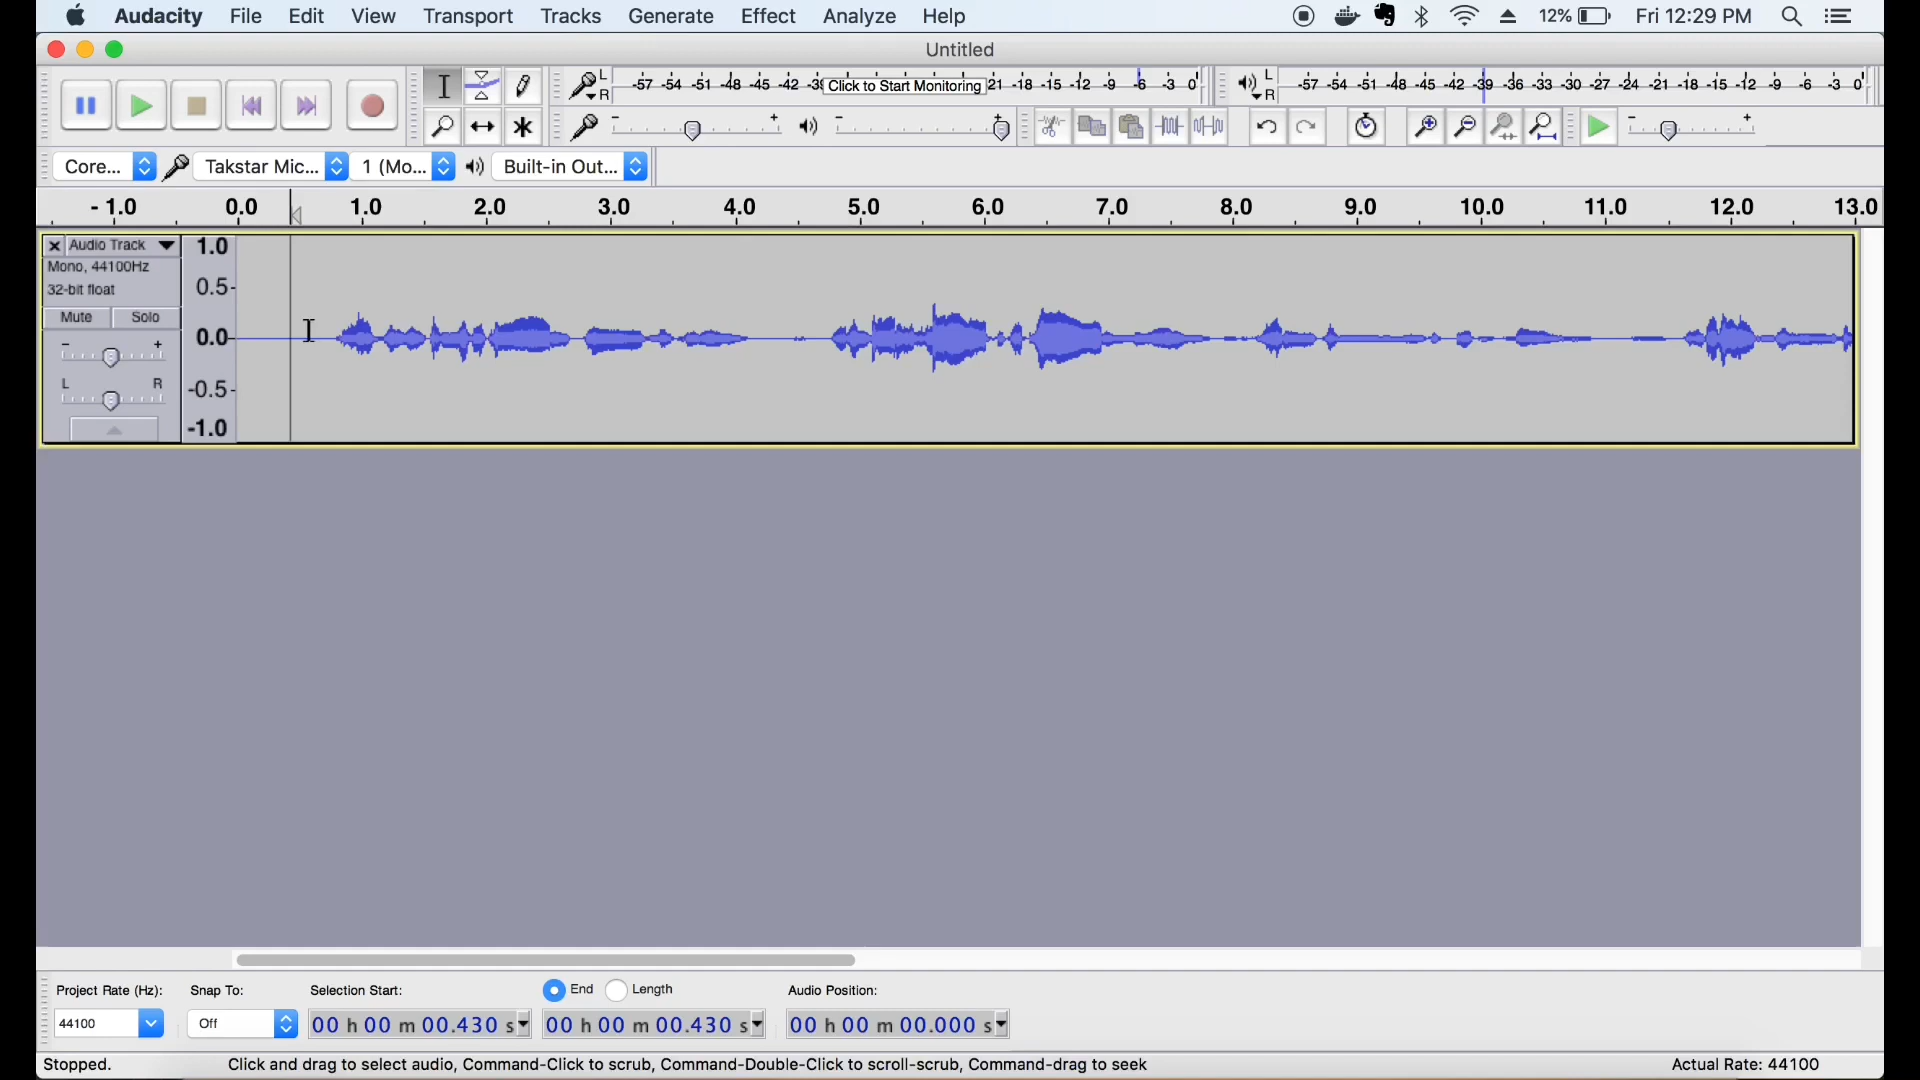 Audacity File Edit View Transport Tracks Generate Effect Analyze Help 12% Fri 12:29 PM
Untitled
L R -57 -54 -51 -48 -45 -42 Click to Start Monitoring 21 -18 -15 -12 -9 -6 -3 0 L R -57 -54 -51 -48 -45 -42 -39 -36 -33 -30 -27 -24 -21 -18 -15 -12 -9 -6 -3 0
- + - + - +
Core... Takstar Mic... 1 (Mo... Built-in Out...
- 1.0 0.0 1.0 2.0 3.0 4.0 5.0 6.0 7.0 8.0 9.0 10.0 11.0 12.0 13.0
Audio Track 1.0
Mono, 44100Hz
32-bit float 0.5-
Mute Solo
- + 0.0-
L R -0.5-
-1.0
Project Rate (Hz): Snap To: Selection Start: End Length Audio Position:
44100 Off 00 h 00 m 00.430 s 00 h 00 m 00.430 s 00 h 00 m 00.000 s
Stopped. Click and drag to select audio, Command-Click to scrub, Command-Double-Click to scroll-scrub, Command-drag to seek Actual Rate: 44100